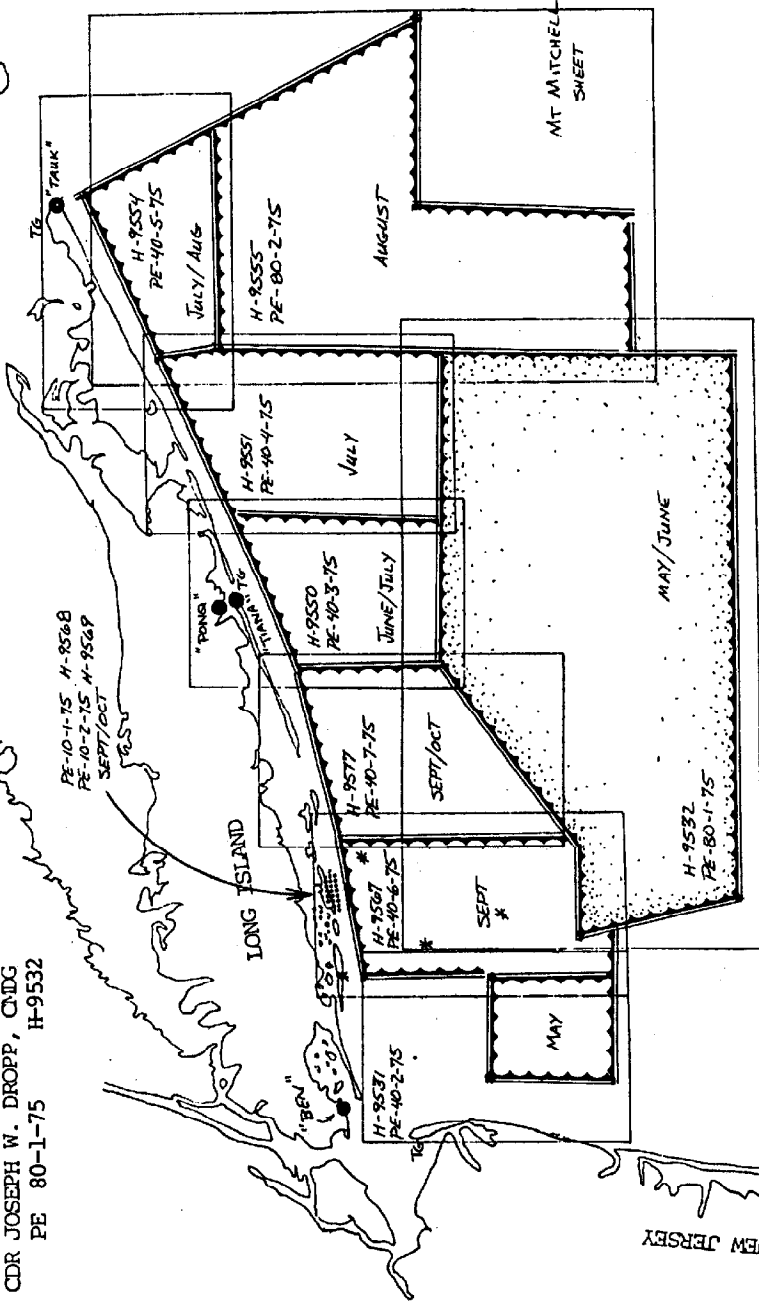 CDR JOSEPH W. DROPP, CMDG
PE 80-1-75 H-9532
PE-10-1-75 H-9568
PE-10-2-75 H-9569
SEPT/OCT
LONG ISLAND
"BEN"
"PONQ"
"TIANA" TG
TG
"TAUK"
H-9554
PE-40-5-75
JULY/AUG
H-9555
PE-80-2-75
AUGUST
MT MITCHELL
SHEET
H-9551
PE-40-4-75
JULY
H-9550
PE-40-3-75
JUNE/JULY
H-9577
PE-40-7-75
SEPT/OCT
H-9567
PE-40-6-75
SEPT
H-9531
PE-40-2-75
MAY
TG
MAY/JUNE
H-9532
PE-80-1-75
NEW JERSEY